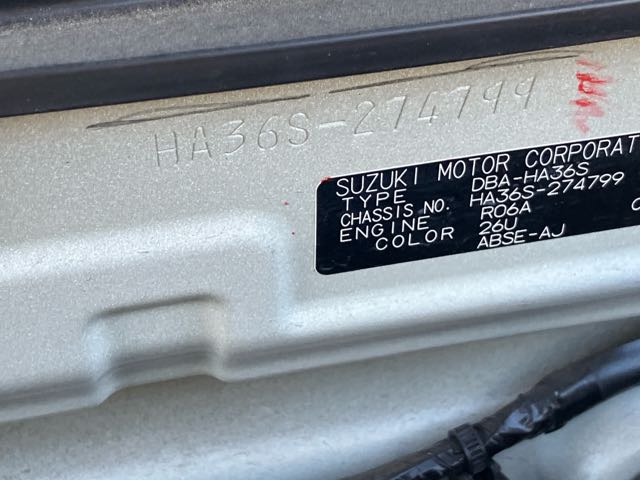 HA36S-274799
SUZUKI MOTOR CORPORAT
TYPE DBA-HA36S
CHASSIS NO. HA36S-274799
ENGINE R06A
COLOR 26U
ABSE-AJ